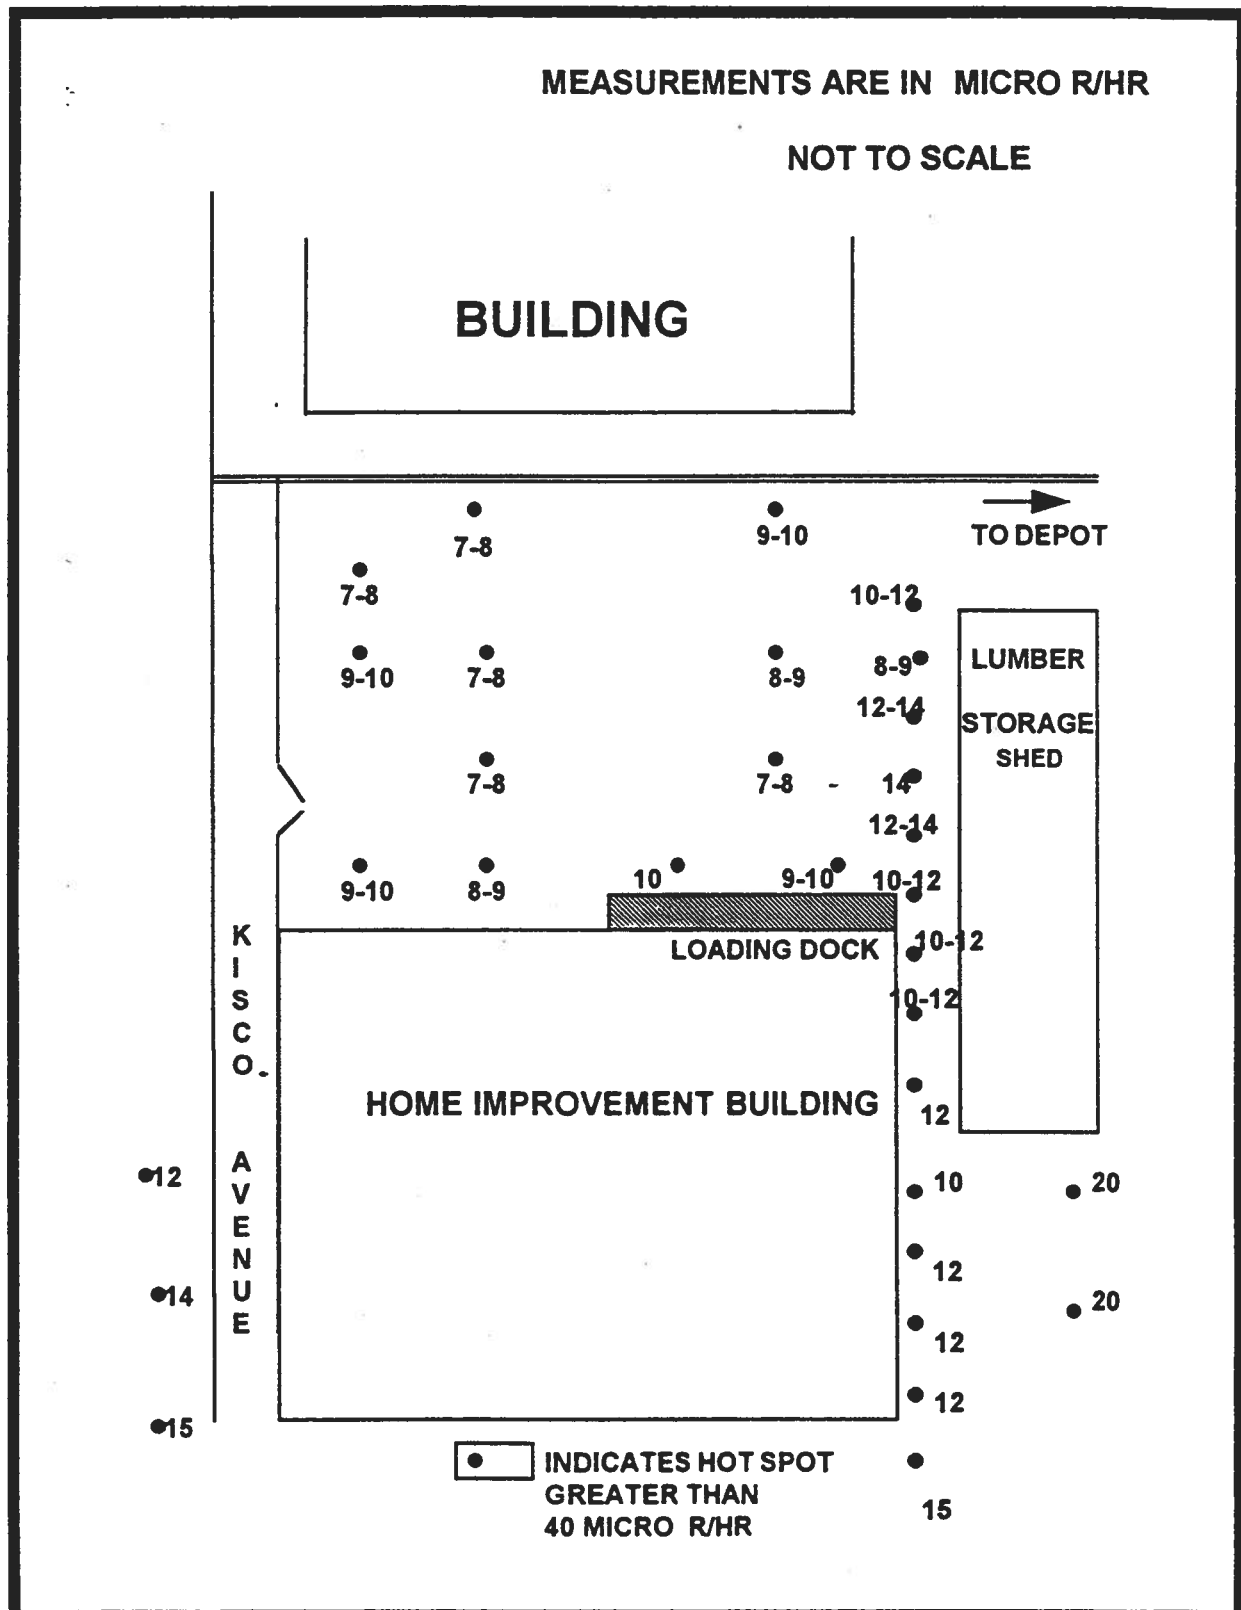 MEASUREMENTS ARE IN MICRO R/HR
NOT TO SCALE
BUILDING
TO DEPOT
7-8
9-10
7-8
10-12
9-10
7-8
8-9
8-9
LUMBER
12-14
STORAGE
SHED
7-8
7-8
14
12-14
9-10
8-9
10
9-10
10-12
LOADING DOCK
10-12
10-12
KISCO AVENUE
HOME IMPROVEMENT BUILDING
12
12
10
20
14
12
20
12
12
15
INDICATES HOT SPOT
GREATER THAN
40 MICRO R/HR
15